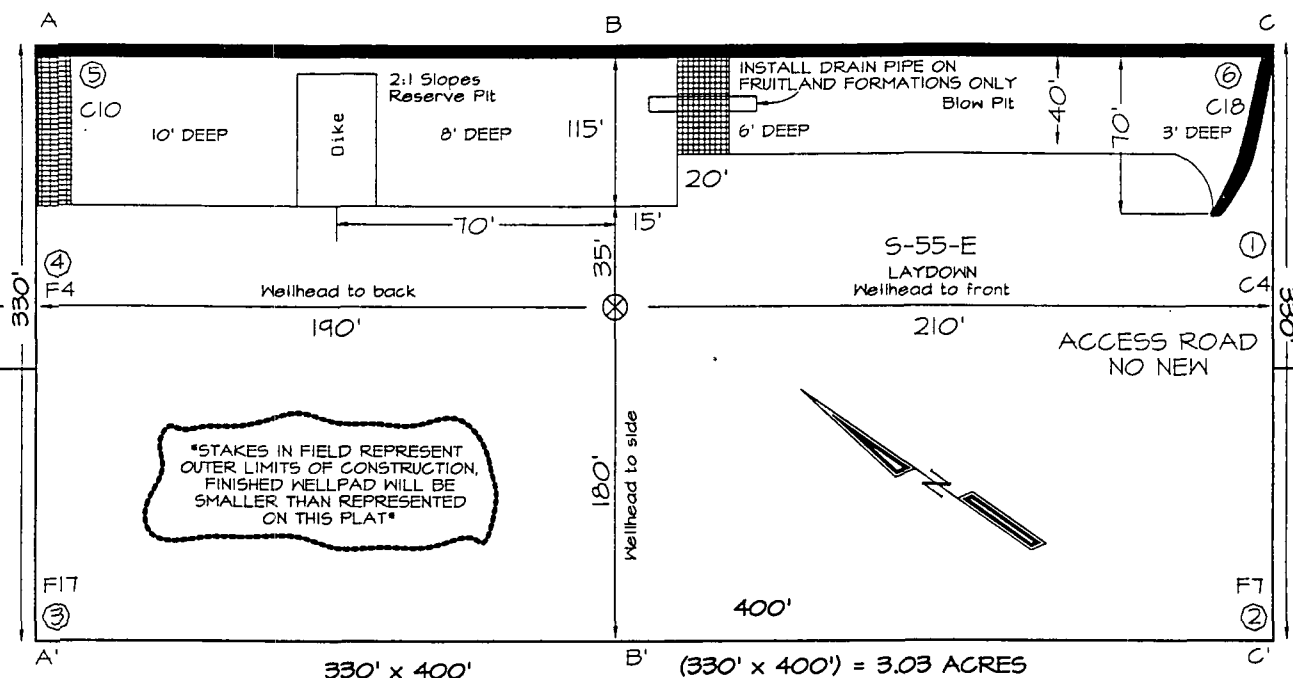 A
B
C
⑤
C10
10' DEEP
Dike
2:1 Slopes
Reserve Pit
8' DEEP
115'
INSTALL DRAIN PIPE ON
FRUITLAND FORMATIONS ONLY
Blow Pit
6' DEEP
40'
70'
⑥
C18
3' DEEP
20'
70'
15'
35'
S-55-E
LAYDOWN
Wellhead to front
210'
①
C4
④
F4
Wellhead to back
190'
330'
330'
ACCESS ROAD
NO NEW
"STAKES IN FIELD REPRESENT
OUTER LIMITS OF CONSTRUCTION,
FINISHED WELLPAD WILL BE
SMALLER THAN REPRESENTED
ON THIS PLAT"
180'
Wellhead to side
N
F17
③
400'
F7
②
A'
330' x 400'
B'
(330' x 400') = 3.03 ACRES
C'